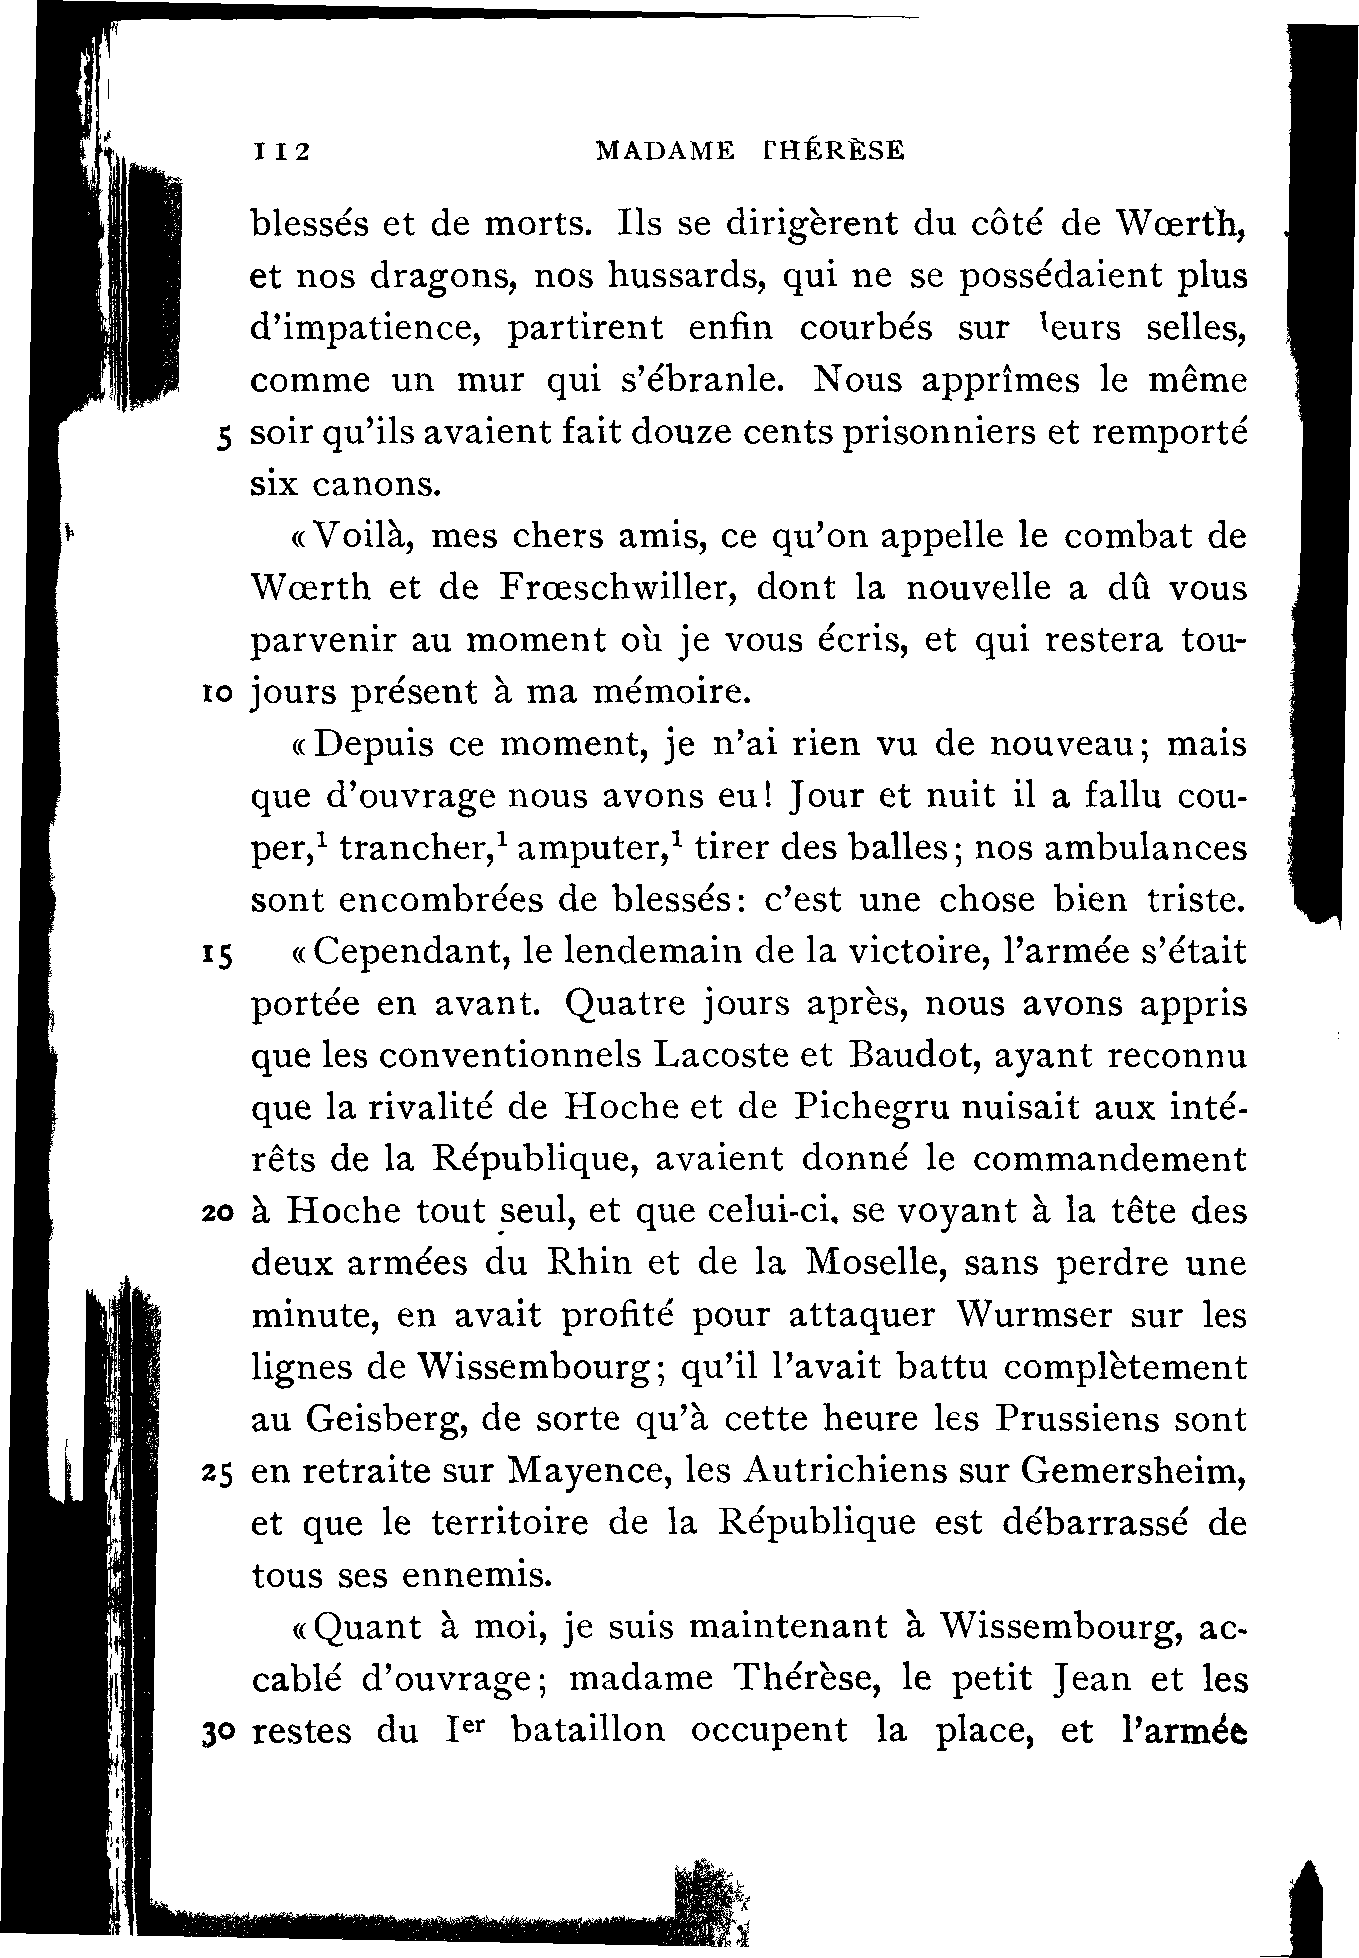 112 MADAME THÉRÈSE
blessés et de morts. Ils se dirigèrent du côté de Wœrth,
et nos dragons, nos hussards, qui ne se possédaient plus
d'impatience, partirent enfin courbés sur leurs selles,
comme un mur qui s'ébranle. Nous apprîmes le même
5 soir qu'ils avaient fait douze cents prisonniers et remporté
six canons.
«Voilà, mes chers amis, ce qu'on appelle le combat de
Wœrth et de Frœschwiller, dont la nouvelle a dû vous
parvenir au moment où je vous écris, et qui restera tou-
10 jours présent à ma mémoire.
«Depuis ce moment, je n'ai rien vu de nouveau; mais
que d'ouvrage nous avons eu! Jour et nuit il a fallu cou-
per,¹ trancher,¹ amputer,¹ tirer des balles; nos ambulances
sont encombrées de blessés: c'est une chose bien triste.
15 «Cependant, le lendemain de la victoire, l'armée s'était
portée en avant. Quatre jours après, nous avons appris
que les conventionnels Lacoste et Baudot, ayant reconnu
que la rivalité de Hoche et de Pichegru nuisait aux inté-
rêts de la République, avaient donné le commandement
20 à Hoche tout seul, et que celui-ci, se voyant à la tête des
deux armées du Rhin et de la Moselle, sans perdre une
minute, en avait profité pour attaquer Wurmser sur les
lignes de Wissembourg; qu'il l'avait battu complètement
au Geisberg, de sorte qu'à cette heure les Prussiens sont
25 en retraite sur Mayence, les Autrichiens sur Gemersheim,
et que le territoire de la République est débarrassé de
tous ses ennemis.
«Quant à moi, je suis maintenant à Wissembourg, ac-
cablé d'ouvrage; madame Thérèse, le petit Jean et les
30 restes du Iᵉʳ bataillon occupent la place, et l'armée